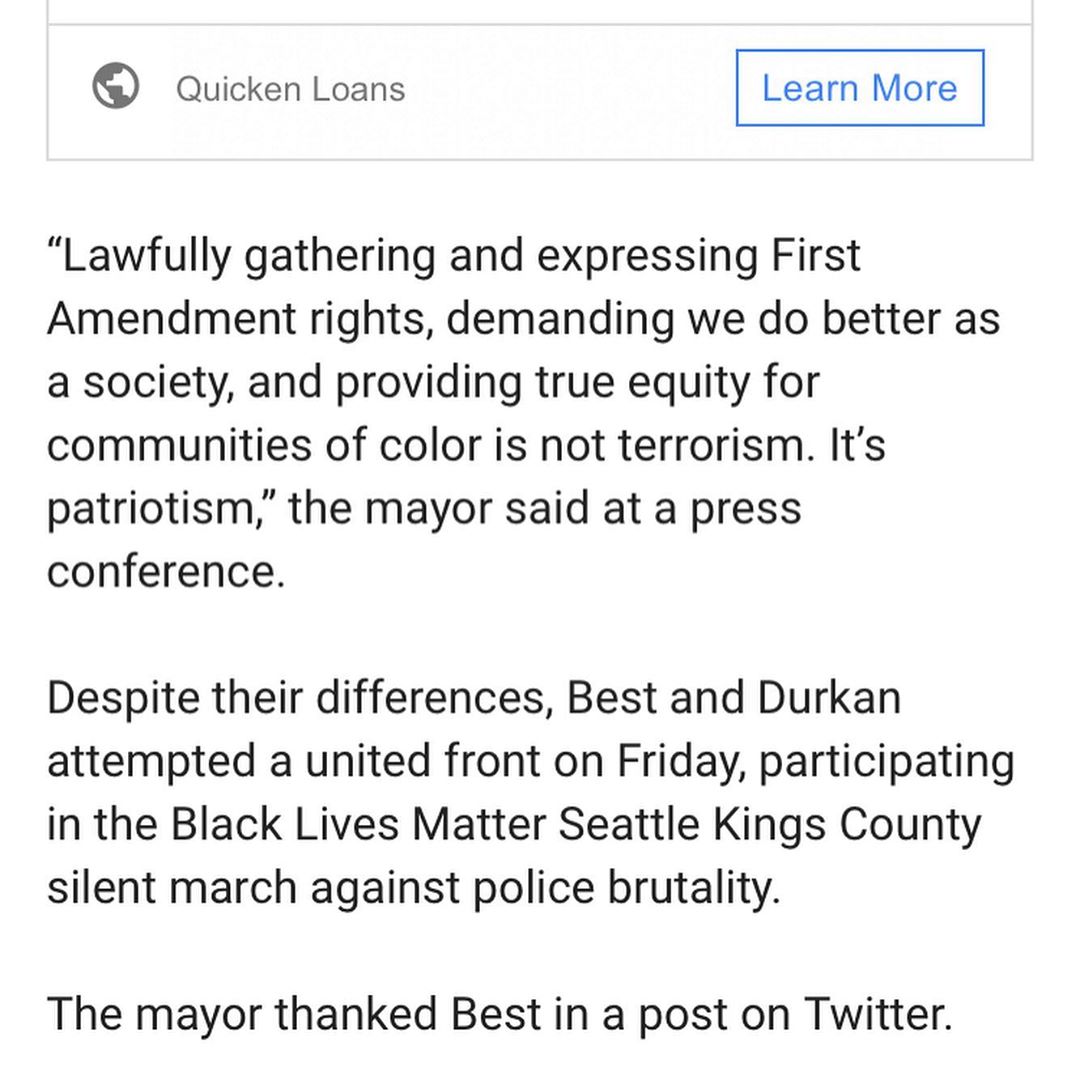 Quicken Loans
Learn More
“Lawfully gathering and expressing First
Amendment rights, demanding we do better as
a society, and providing true equity for
communities of color is not terrorism. It’s
patriotism,” the mayor said at a press
conference.
Despite their differences, Best and Durkan
attempted a united front on Friday, participating
in the Black Lives Matter Seattle Kings County
silent march against police brutality.
The mayor thanked Best in a post on Twitter.